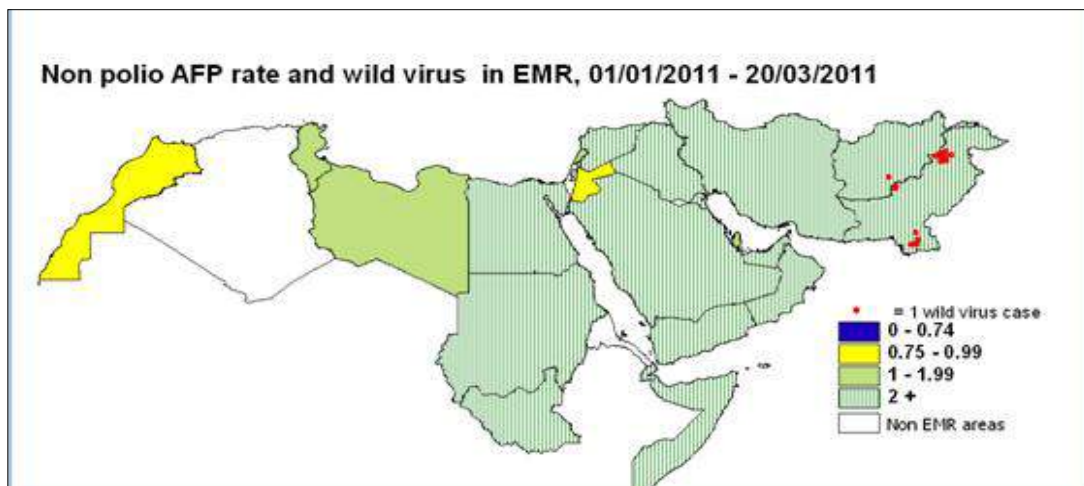 Non polio AFP rate and wild virus in EMR, 01/01/2011 - 20/03/2011
= 1 wild virus case
0 - 0.74
0.75 - 0.99
1 - 1.99
2 +
Non EMR areas